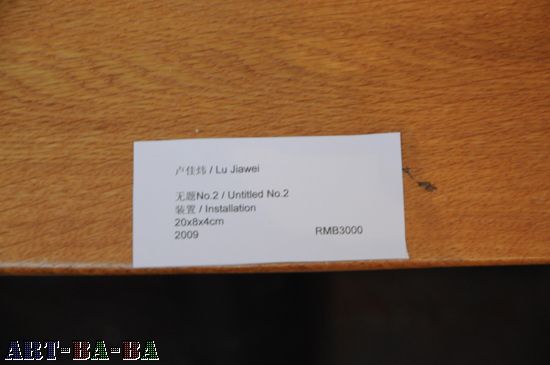 卢佳炜 / Lu Jiawei
无题No.2 / Untitled No.2
装置 / Installation
20x8x4cm
2009 RMB3000
ART-BA-BA